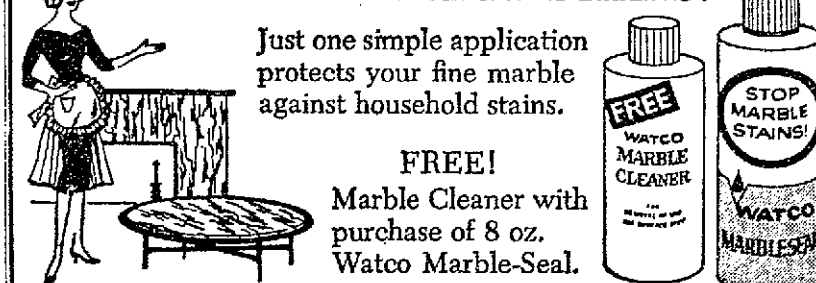 Just one simple application
protects your fine marble
against household stains.
FREE!
Marble Cleaner with
purchase of 8 oz.
Watco Marble-Seal.
FREE
WATCO
MARBLE
CLEANER
STOP
MARBLE
STAINS!
WATCO